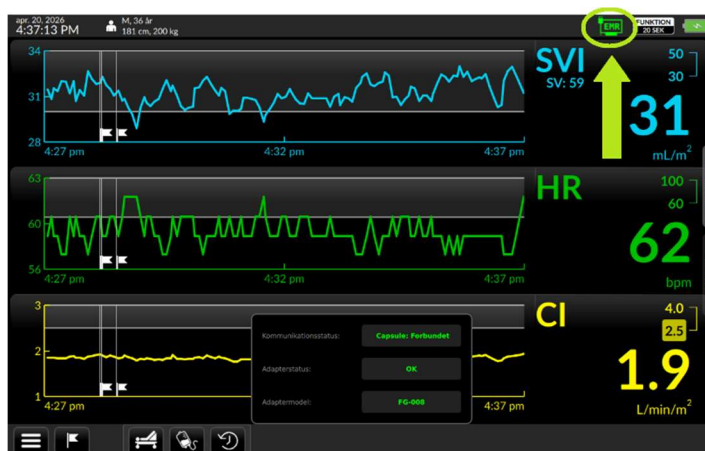 apr. 20, 2026
4:37:13 PM
M, 36 år
181 cm, 200 kg
EMR
FUNKTION
20 SEK
34
31
28
4:27 pm
4:32 pm
4:37 pm
SVI
SV: 59
50
30
31
mL/m²
63
60
56
4:27 pm
4:32 pm
4:37 pm
HR
100
60
62
bpm
3
2
1
4:27 pm
4:37 pm
CI
4.0
2.5
1.9
L/min/m²
Kommunikationsstatus:
Capsule: Forbundet
Adapterstatus:
OK
Adaptermodel:
FG-008